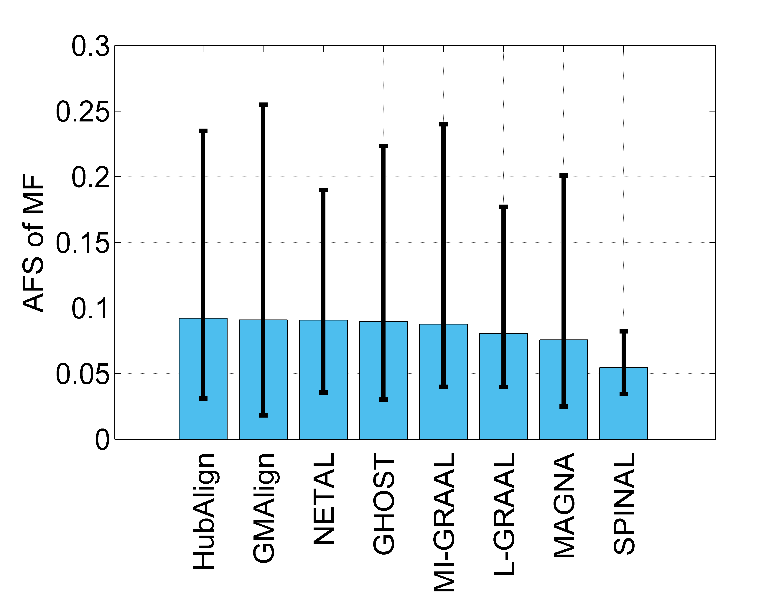 0.3
0.25
0.2
0.15
0.1
0.05
0
AFS of MF
HubAlign
GMAlign
NETAL
GHOST
MI-GRAAL
L-GRAAL
MAGNA
SPINAL